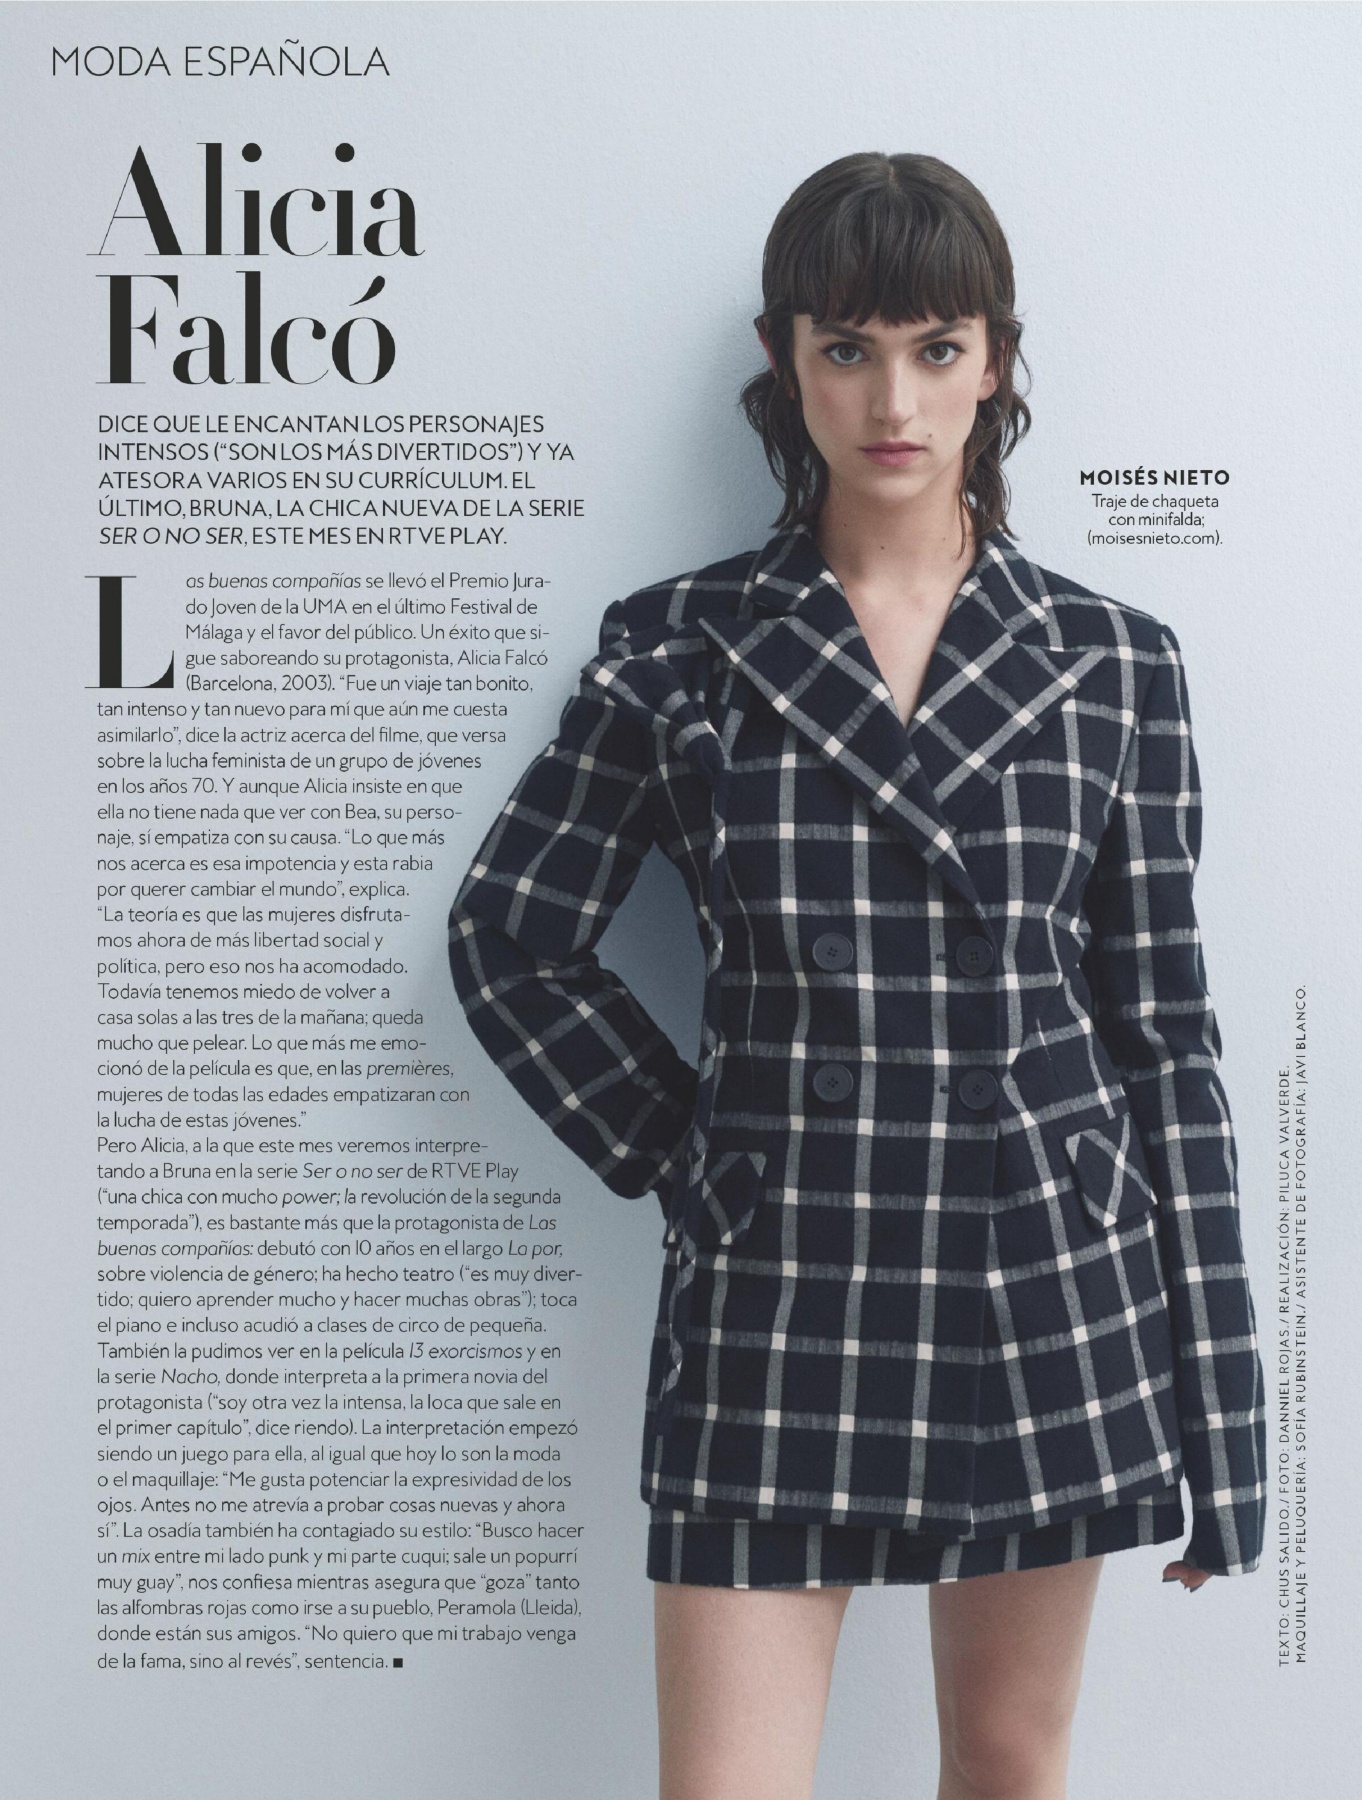 MODA ESPAÑOLA
Alicia
Falcó
DICE QUE LE ENCANTAN LOS PERSONAJES
INTENSOS (“SON LOS MÁS DIVERTIDOS”) Y YA
ATESORA VARIOS EN SU CURRÍCULUM. EL
ÚLTIMO, BRUNA, LA CHICA NUEVA DE LA SERIE
SER O NO SER, ESTE MES EN RTVE PLAY.
Las buenas compañías se llevó el Premio Jura-
do Joven de la UMA en el último Festival de
Málaga y el favor del público. Un éxito que si-
gue saboreando su protagonista, Alicia Falcó
(Barcelona, 2003). “Fue un viaje tan bonito,
tan intenso y tan nuevo para mí que aún me cuesta
asimilarlo”, dice la actriz acerca del filme, que versa
sobre la lucha feminista de un grupo de jóvenes
en los años 70. Y aunque Alicia insiste en que
ella no tiene nada que ver con Bea, su perso-
naje, sí empatiza con su causa. “Lo que más
nos acerca es esa impotencia y esta rabia
por querer cambiar el mundo”, explica.
“La teoría es que las mujeres disfruta-
mos ahora de más libertad social y
política, pero eso nos ha acomodado.
Todavía tenemos miedo de volver a
casa solas a las tres de la mañana; queda
mucho que pelear. Lo que más me emo-
cionó de la película es que, en las premières,
mujeres de todas las edades empatizaran con
la lucha de estas jóvenes.”
Pero Alicia, a la que este mes veremos interpre-
tando a Bruna en la serie Ser o no ser de RTVE Play
(“una chica con mucho power; la revolución de la segunda
temporada”), es bastante más que la protagonista de Las
buenas compañías: debutó con 10 años en el largo La por,
sobre violencia de género; ha hecho teatro (“es muy diver-
tido; quiero aprender mucho y hacer muchas obras”); toca
el piano e incluso acudió a clases de circo de pequeña.
También la pudimos ver en la película 13 exorcismos y en
la serie Nacho, donde interpreta a la primera novia del
protagonista (“soy otra vez la intensa, la loca que sale en
el primer capítulo”, dice riendo). La interpretación empezó
siendo un juego para ella, al igual que hoy lo son la moda
o el maquillaje: “Me gusta potenciar la expresividad de los
ojos. Antes no me atrevía a probar cosas nuevas y ahora
sí”. La osadía también ha contagiado su estilo: “Busco hacer
un mix entre mi lado punk y mi parte cuqui; sale un popurrí
muy guay”, nos confiesa mientras asegura que “goza” tanto
las alfombras rojas como irse a su pueblo, Peramola (Lleida),
donde están sus amigos. “No quiero que mi trabajo venga
de la fama, sino al revés”, sentencia. ■
MOISÉS NIETO
Traje de chaqueta
con minifalda;
(moisesnieto.com).
TEXTO: CHUS SALIDO./ FOTO: DANNIEL ROJAS./ REALIZACIÓN: PILUCA VALVERDE.
MAQUILLAJE Y PELUQUERÍA: SOFÍA RUBINSTEIN./ ASISTENTE DE FOTOGRAFÍA: JAVI BLANCO.